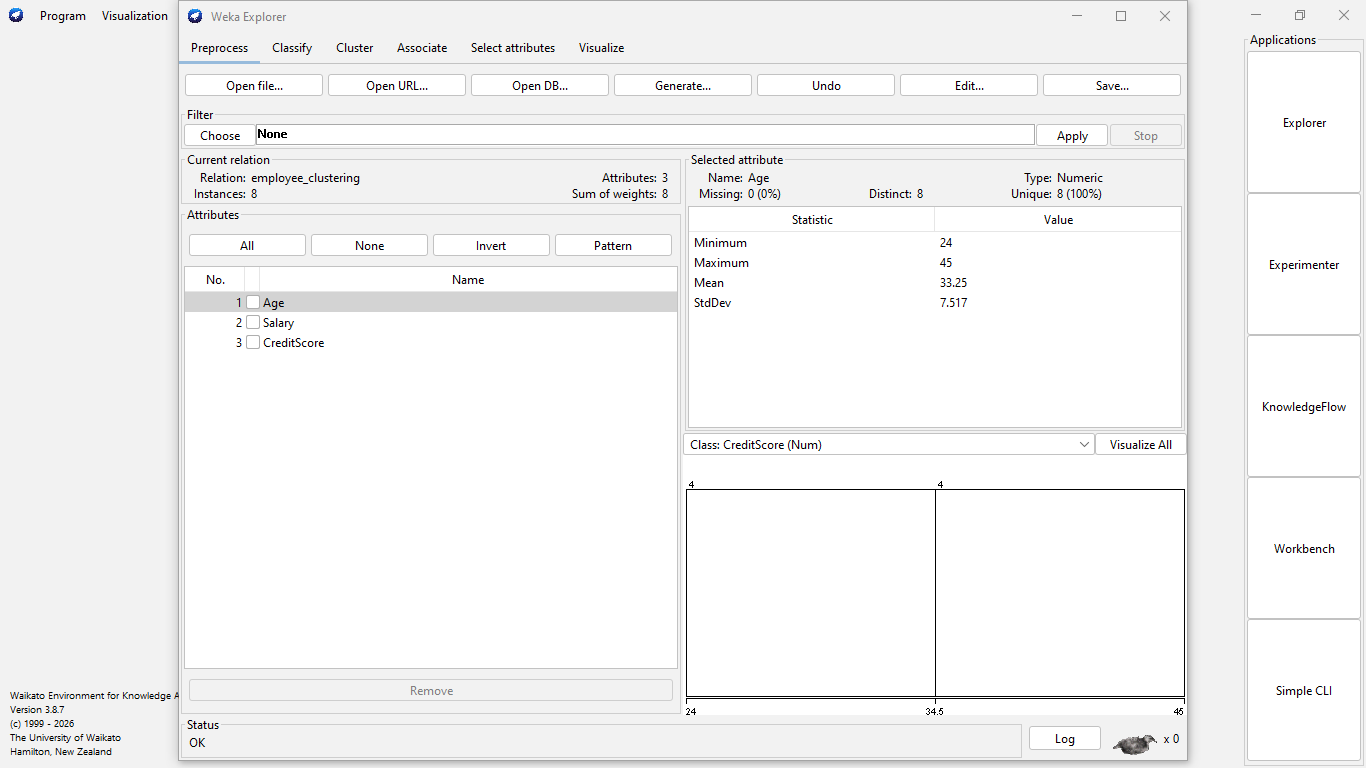 Program Visualization
Weka Explorer
Preprocess Classify Cluster Associate Select attributes Visualize
Open file... Open URL... Open DB... Generate... Undo Edit... Save...
Filter
Choose None Apply Stop
Current relation
Relation: employee_clustering Attributes: 3
Instances: 8 Sum of weights: 8
Attributes
All None Invert Pattern
No. Name
1 Age
2 Salary
3 CreditScore
Remove
Selected attribute
Name: Age Type: Numeric
Missing: 0 (0%) Distinct: 8 Unique: 8 (100%)
Statistic Value
Minimum 24
Maximum 45
Mean 33.25
StdDev 7.517
Class: CreditScore (Num) Visualize All
4 4
24 34.5 45
Status
OK
Log x 0
Applications
Explorer
Experimenter
KnowledgeFlow
Workbench
Simple CLI
Waikato Environment for Knowledge A
Version 3.8.7
(c) 1999 - 2026
The University of Waikato
Hamilton, New Zealand